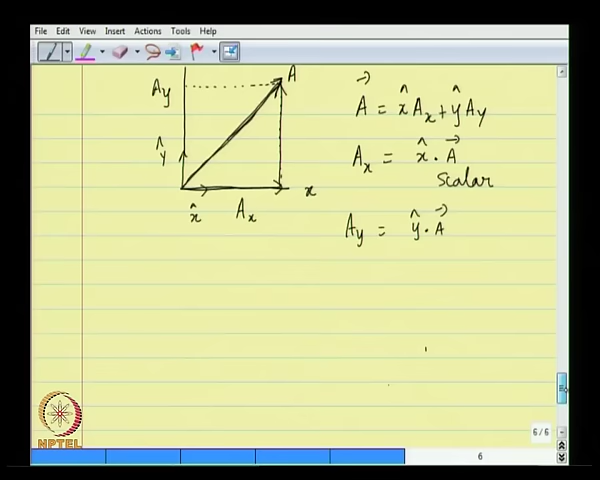 File Edit View Insert Actions Tools Help
A
Ay
ŷ
x̂ Ax x
A⃗ = x̂ Ax + ŷ Ay
Ax = x̂ . A⃗
scalar
Ay = ŷ . A⃗
NPTEL
6/6
6